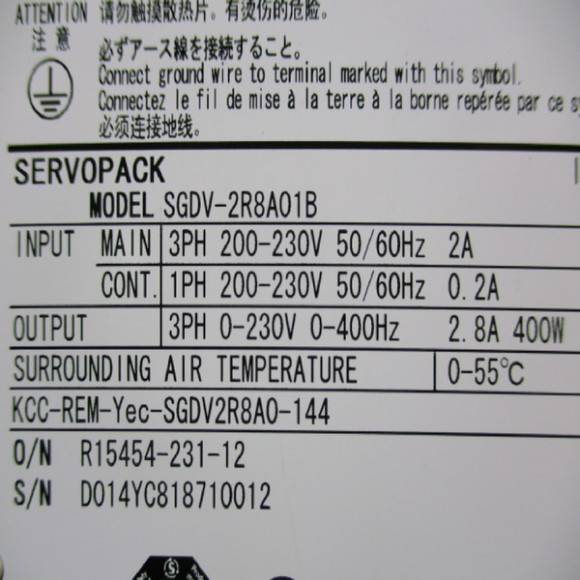 ATTENTION 请勿触摸散热片。有烫伤的危险。
注 意
必ずアース線を接続すること。
Connect ground wire to terminal marked with this symbol.
Connectez le fil de mise à la terre à la borne repérée par ce
必须连接地线。
SERVOPACK
MODEL SGDV-2R8A01B
INPUT MAIN 3PH 200-230V 50/60Hz 2A
CONT. 1PH 200-230V 50/60Hz 0.2A
OUTPUT 3PH 0-230V 0-400Hz 2.8A 400W
SURROUNDING AIR TEMPERATURE 0-55℃
KCC-REM-Yec-SGDV2R8A0-144
O/N R15454-231-12
S/N D014YC818710012